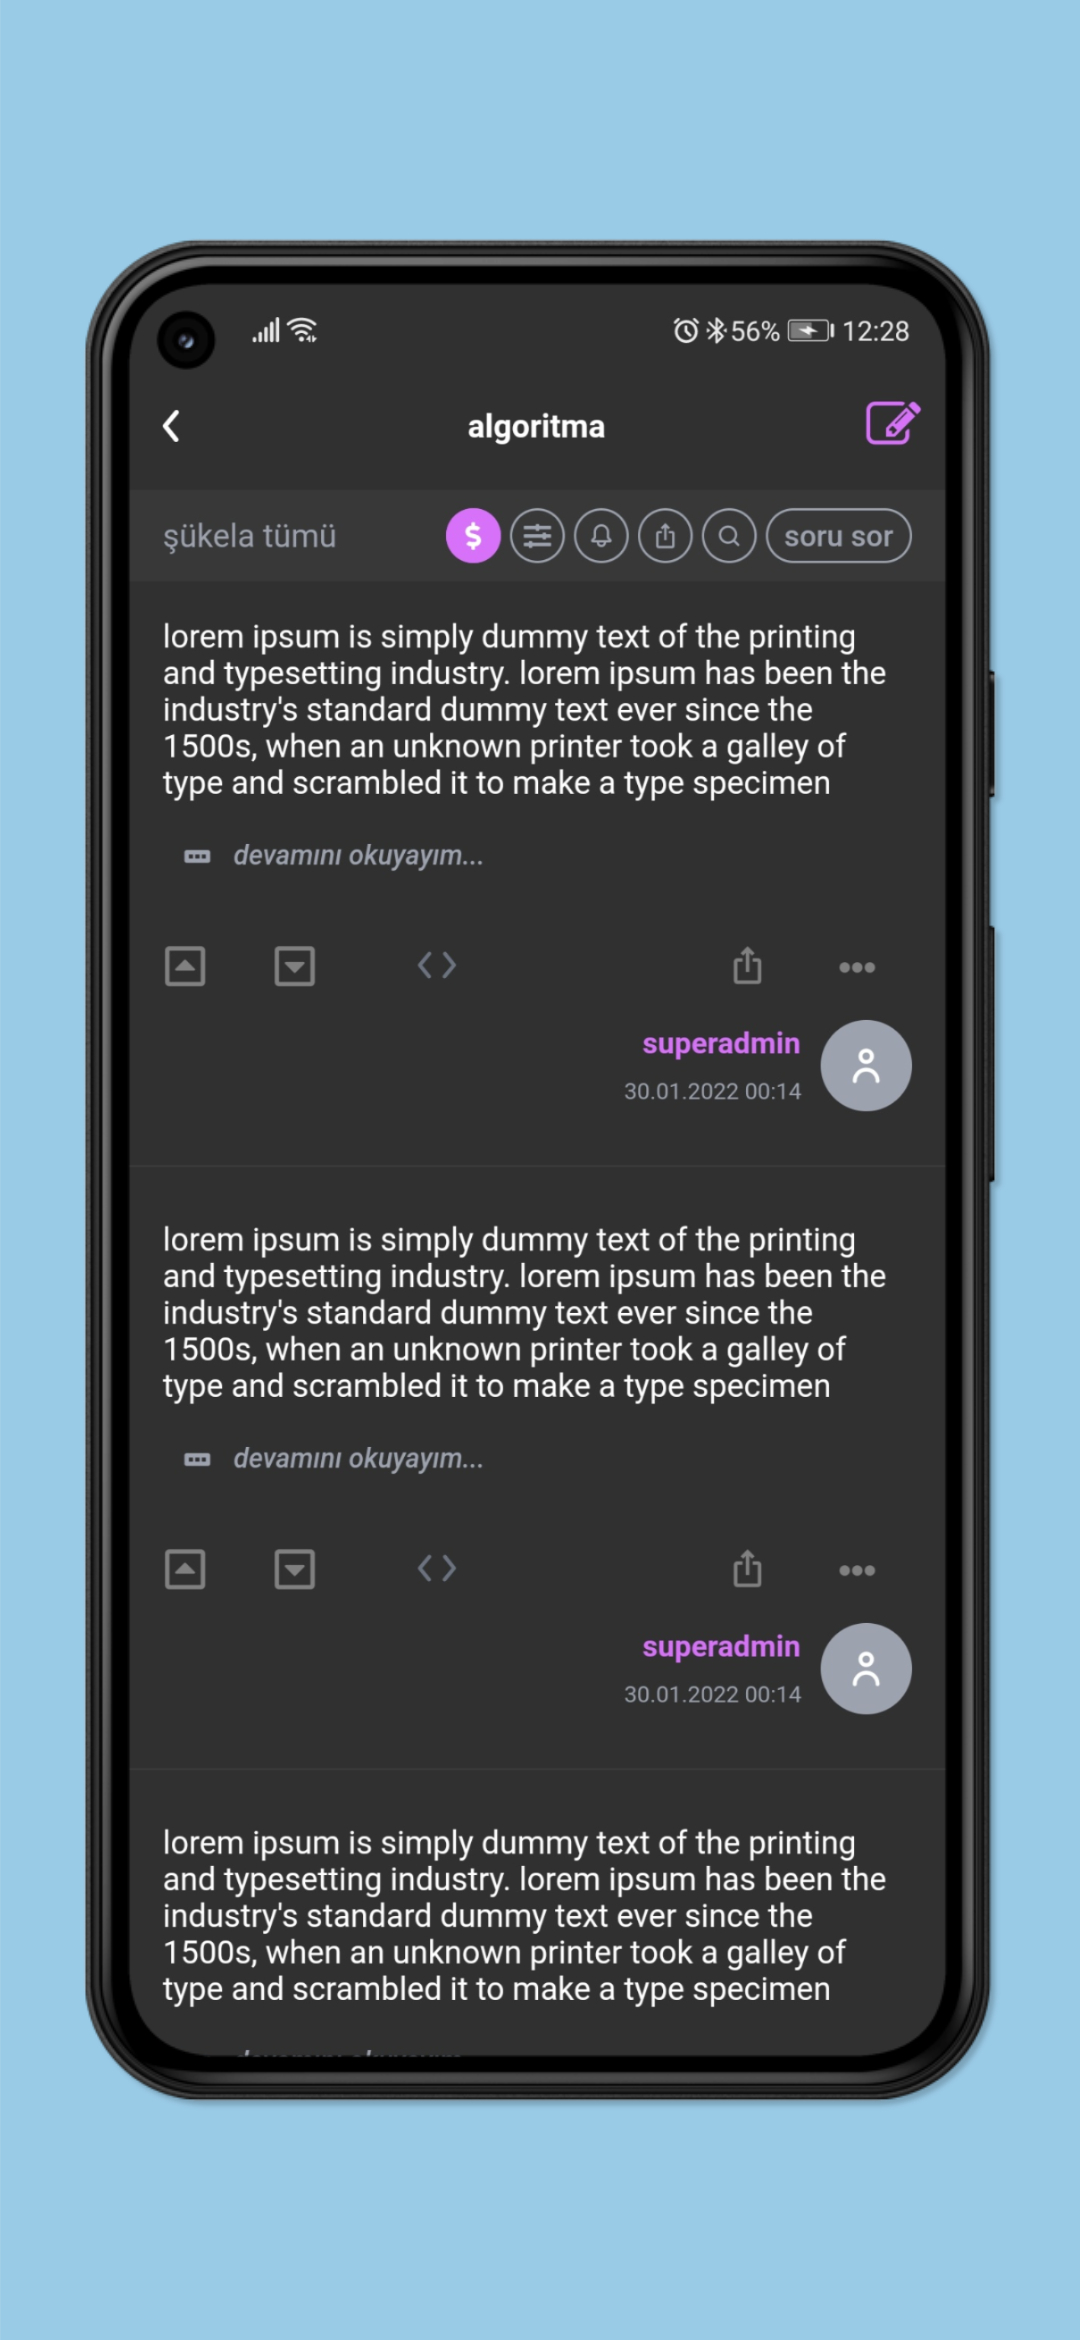 56% 12:28
algoritma
şükela tümü $ soru sor
lorem ipsum is simply dummy text of the printing
and typesetting industry. lorem ipsum has been the
industry's standard dummy text ever since the
1500s, when an unknown printer took a galley of
type and scrambled it to make a type specimen
devamını okuyayım...
superadmin
30.01.2022 00:14
lorem ipsum is simply dummy text of the printing
and typesetting industry. lorem ipsum has been the
industry's standard dummy text ever since the
1500s, when an unknown printer took a galley of
type and scrambled it to make a type specimen
devamını okuyayım...
superadmin
30.01.2022 00:14
lorem ipsum is simply dummy text of the printing
and typesetting industry. lorem ipsum has been the
industry's standard dummy text ever since the
1500s, when an unknown printer took a galley of
type and scrambled it to make a type specimen